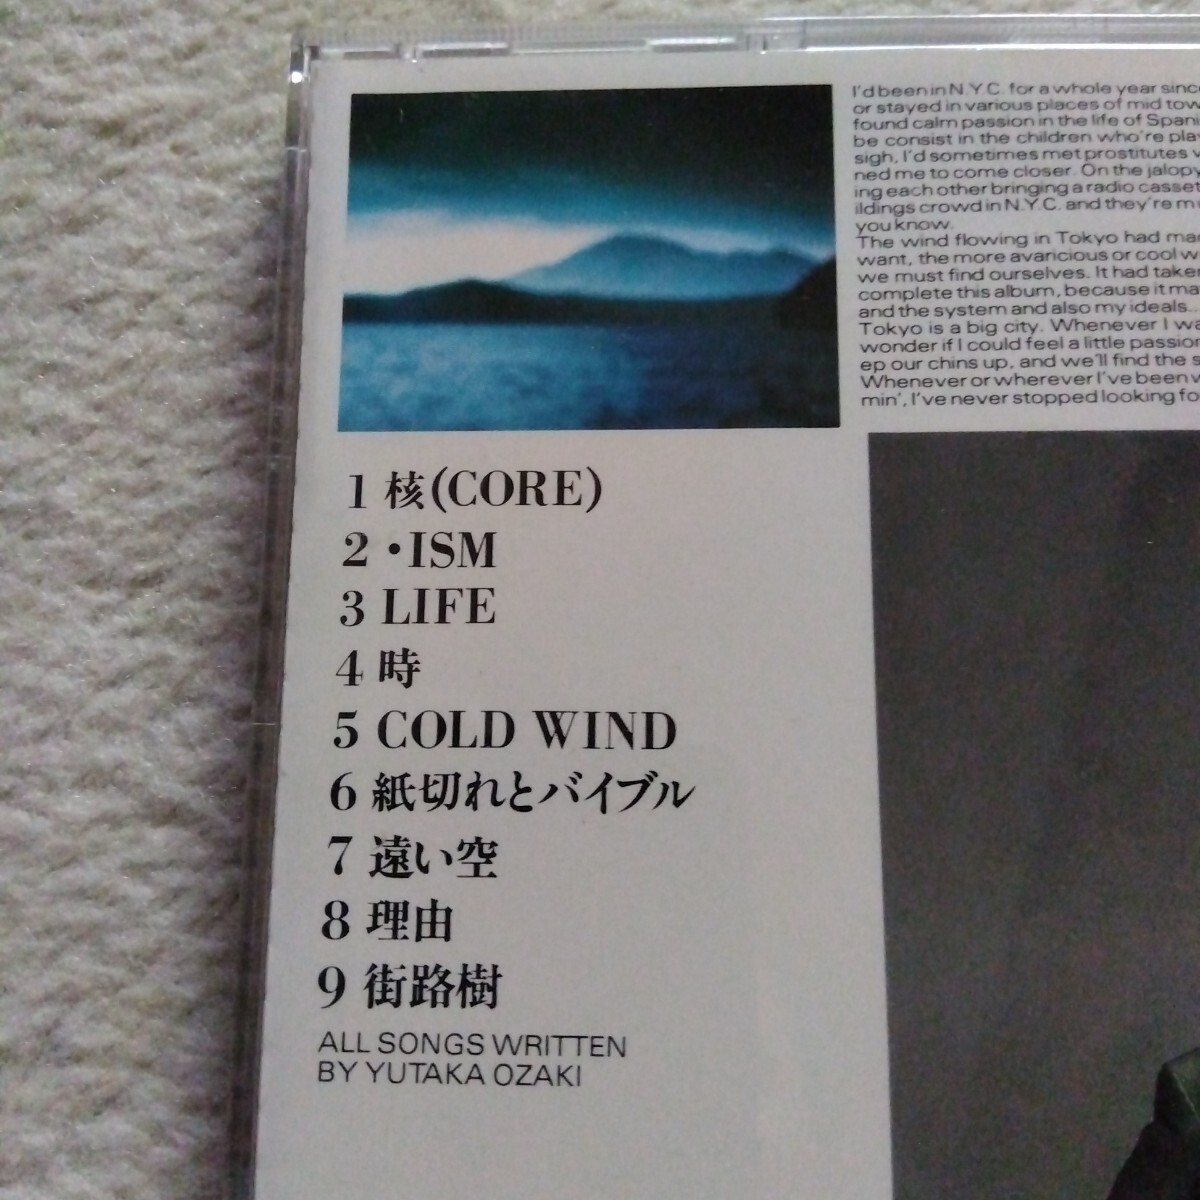 I'd been in N.Y.C. for a whole year since
or stayed in various places of mid tow
found calm passion in the life of Spani
be consist in the children who're pla
sigh, I'd sometimes met prostitutes
ned me to come closer. On the jalopy
ing each other bringing a radio casset
ildings crowd in N.Y.C. and they're mu
you know.
The wind flowing in Tokyo had mad
want, the more avaricious or cool w
we must find ourselves. It had taken
complete this album, because it ma
and the system and also my ideals...
Tokyo is a big city. Whenever I wa
wonder if I could feel a little passion
ep our chins up, and we'll find the s
Whenever or wherever I've been w
min', I've never stopped looking fo
1 核(CORE)
2 ・ISM
3 LIFE
4 時
5 COLD WIND
6 紙切れとバイブル
7 遠い空
8 理由
9 街路樹
ALL SONGS WRITTEN
BY YUTAKA OZAKI